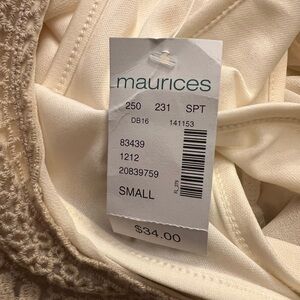 maurices
250 231 SPT
DB16 141153
83439
1212
20839759
SMALL
$34.00